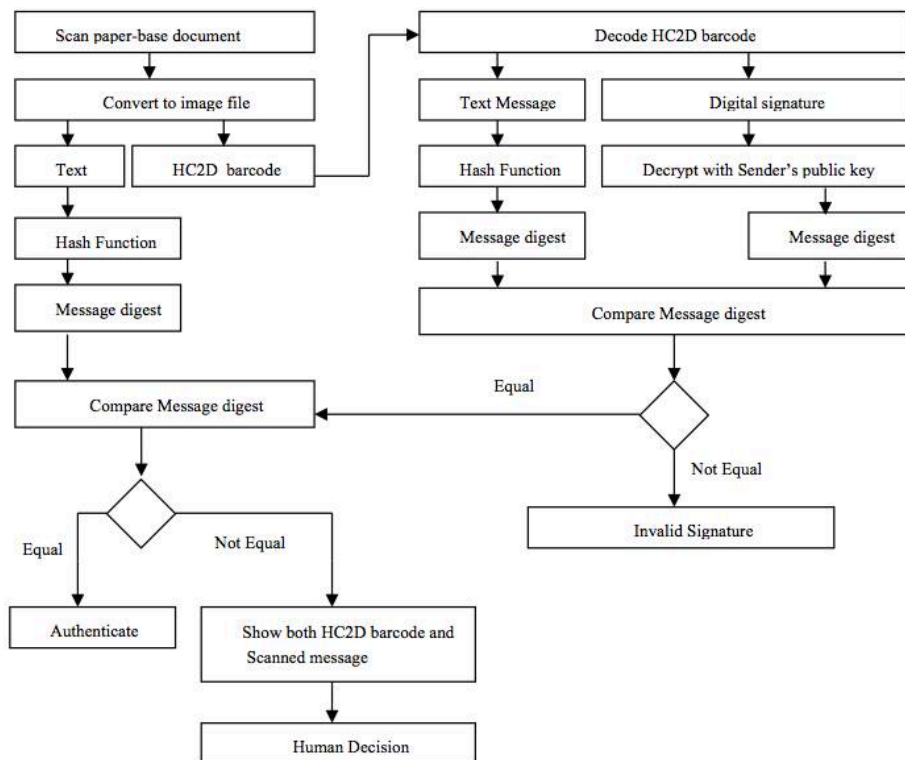 Scan paper-base document
Decode HC2D barcode
Convert to image file
Text Message
Digital signature
Text
HC2D barcode
Hash Function
Decrypt with Sender's public key
Hash Function
Message digest
Message digest
Message digest
Compare Message digest
Equal
Compare Message digest
Not Equal
Invalid Signature
Equal
Not Equal
Authenticate
Show both HC2D barcode and
Scanned message
Human Decision